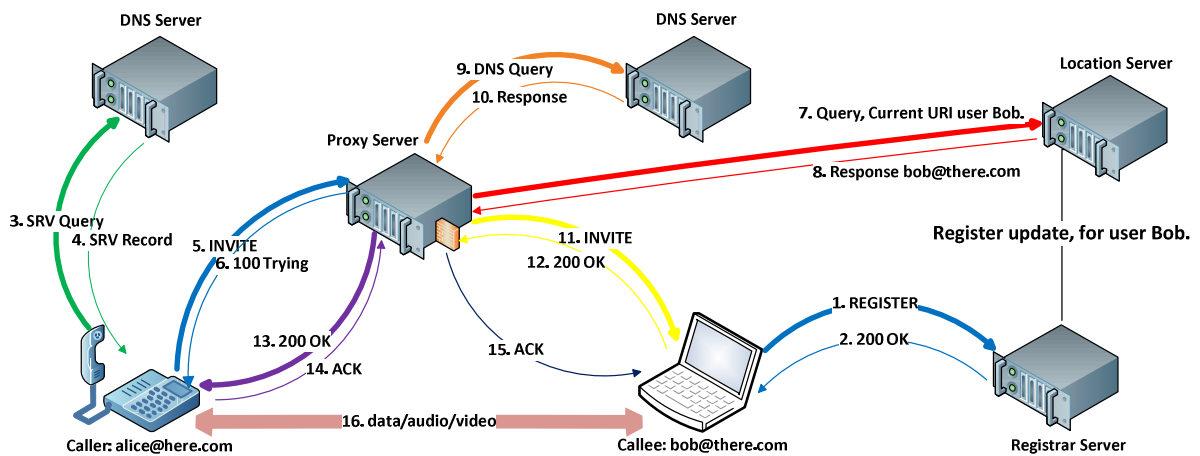 DNS Server
DNS Server
Location Server
9. DNS Query
10. Response
7. Query, Current URI user Bob.
Proxy Server
8. Response bob@there.com
3. SRV Query
4. SRV Record
5. INVITE
6. 100 Trying
11. INVITE
12. 200 OK
Register update, for user Bob.
1. REGISTER
13. 200 OK
14. ACK
15. ACK
2. 200 OK
16. data/audio/video
Caller: alice@here.com
Callee: bob@there.com
Registrar Server